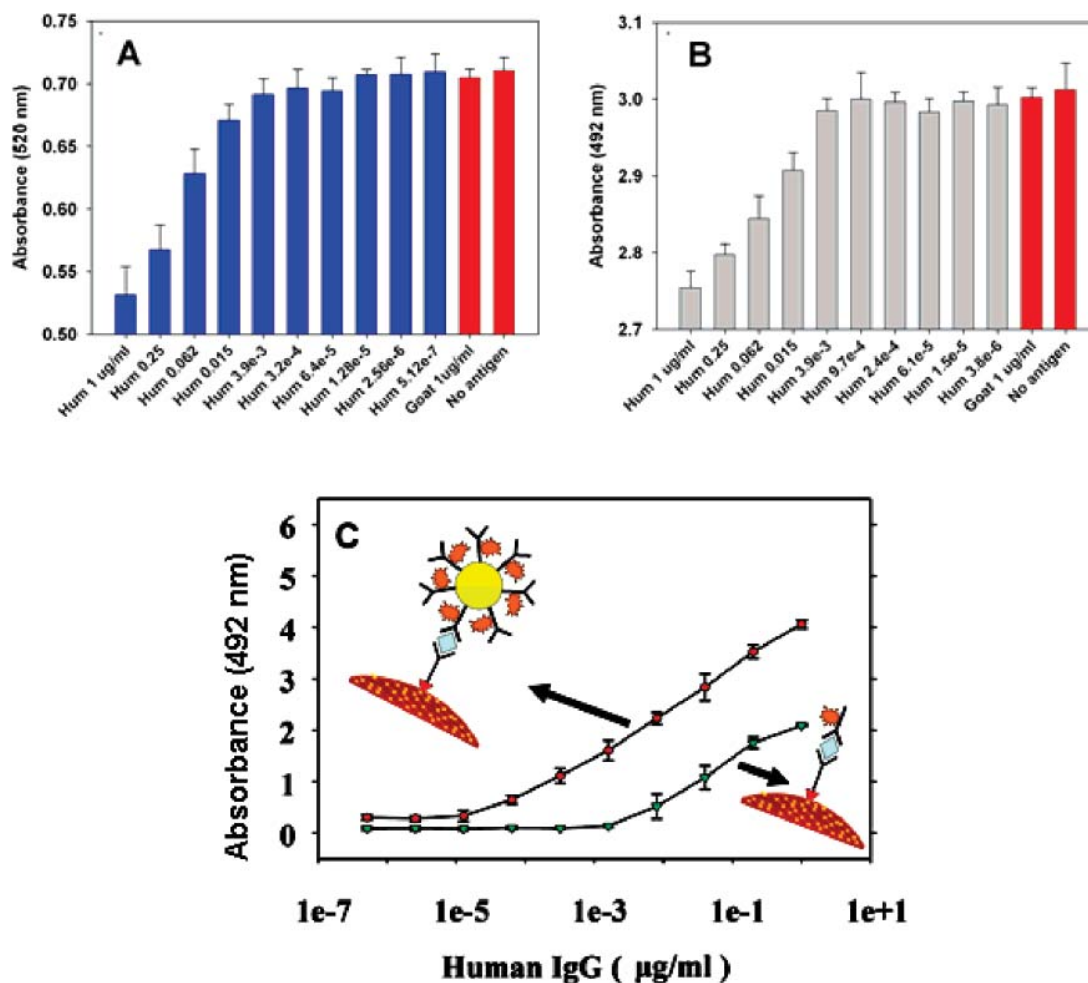 A
Absorbance (520 nm)
0.75
0.70
0.65
0.60
0.55
0.50
Hum 1 ug/ml
Hum 0.25
Hum 0.062
Hum 0.015
Hum 3.9e-3
Hum 3.2e-4
Hum 6.4e-5
Hum 1.28e-5
Hum 2.56e-6
Hum 5.12e-7
Goat 1ug/ml
No antigen
B
Absorbance (492 nm)
3.1
3.0
2.9
2.8
2.7
Hum 1 ug/ml
Hum 0.25
Hum 0.062
Hum 0.015
Hum 3.9e-3
Hum 9.7e-4
Hum 2.4e-4
Hum 6.1e-5
Hum 1.5e-5
Hum 3.8e-6
Goat 1 ug/ml
No antigen
C
Absorbance (492 nm)
6
5
4
3
2
1
0
1e-7 1e-5 1e-3 1e-1 1e+1
Human IgG ( μg/ml )